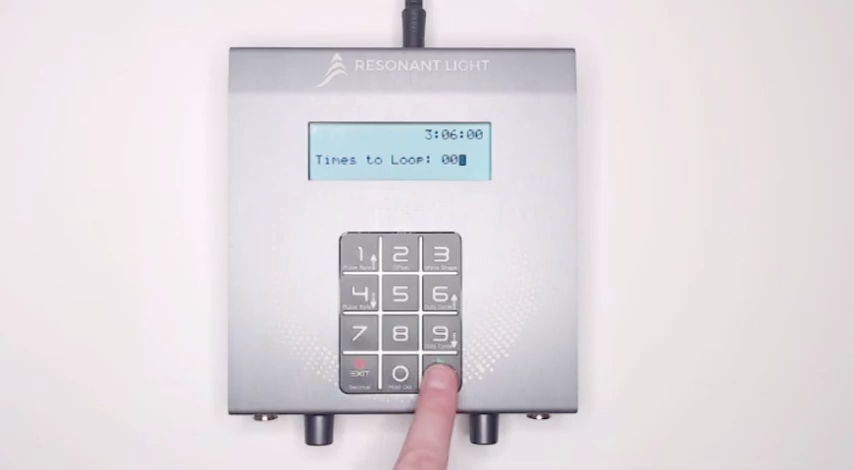 RESONANT LIGHT
3:06:00
Times to Loop: 00
1 2 3
Pulse Rate Offset Wave Shape
4 5 6
Pulse Rate Duty Cycle
7 8 9
Duty Cycle
EXIT 0
Decimal